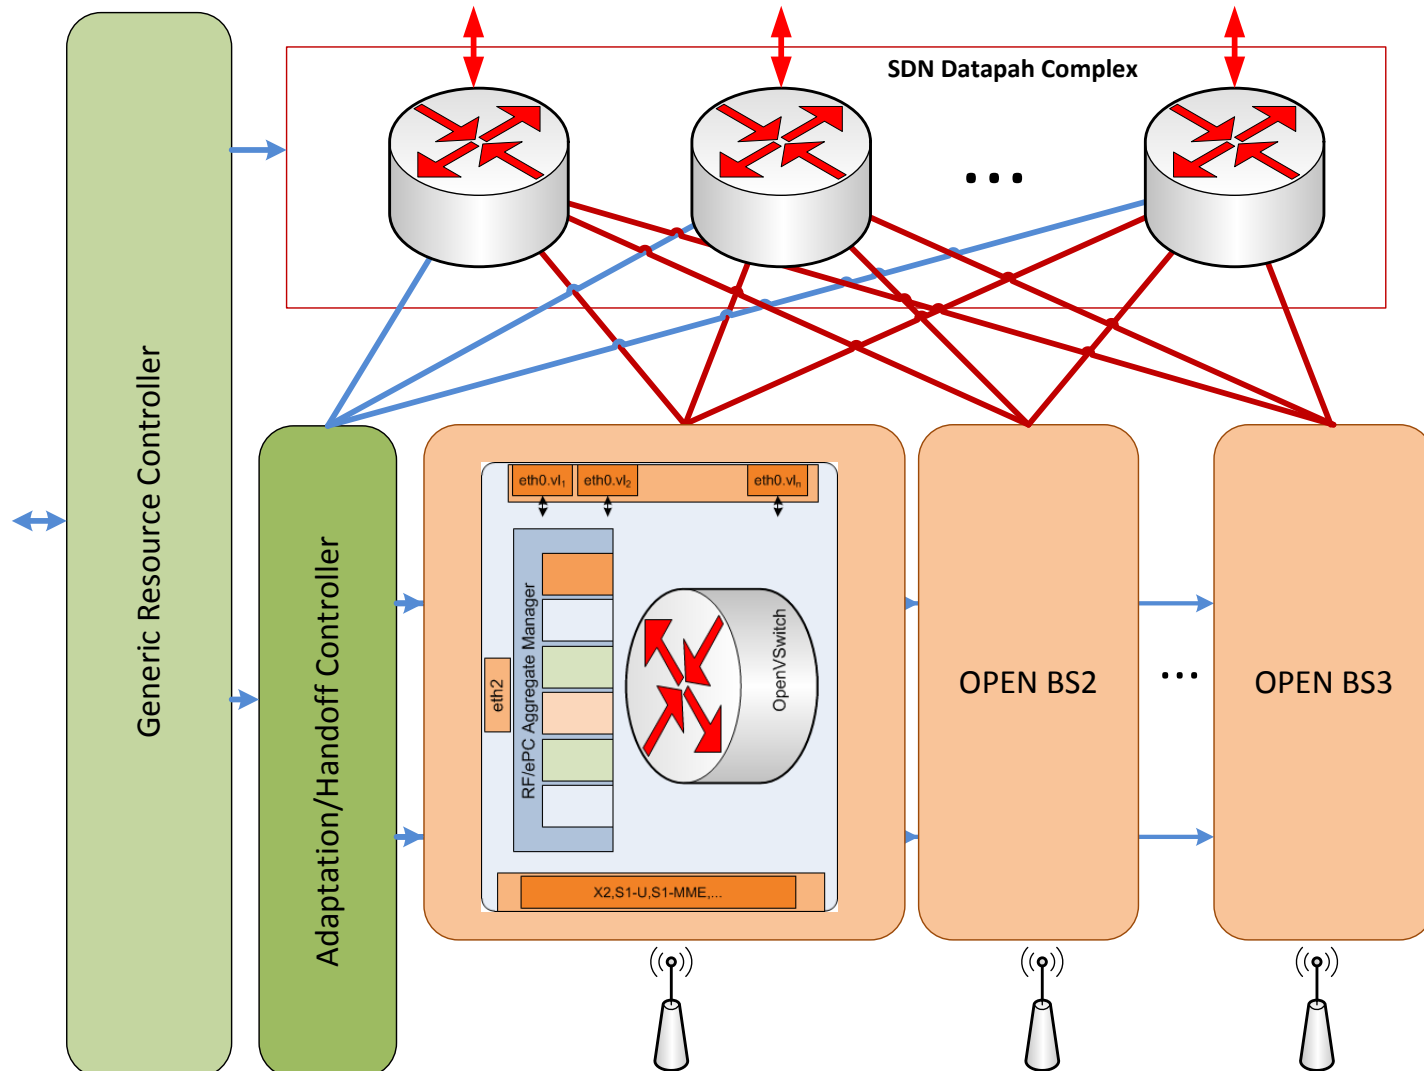 SDN Datapah Complex
...
Generic Resource Controller
Adaptation/Handoff Controller
eth0.vl₁
eth0.vl₂
eth0.vlₙ
eth2
RF/ePC Aggregate Manager
OpenVSwitch
X2,S1-U,S1-MME,...
OPEN BS2
...
OPEN BS3